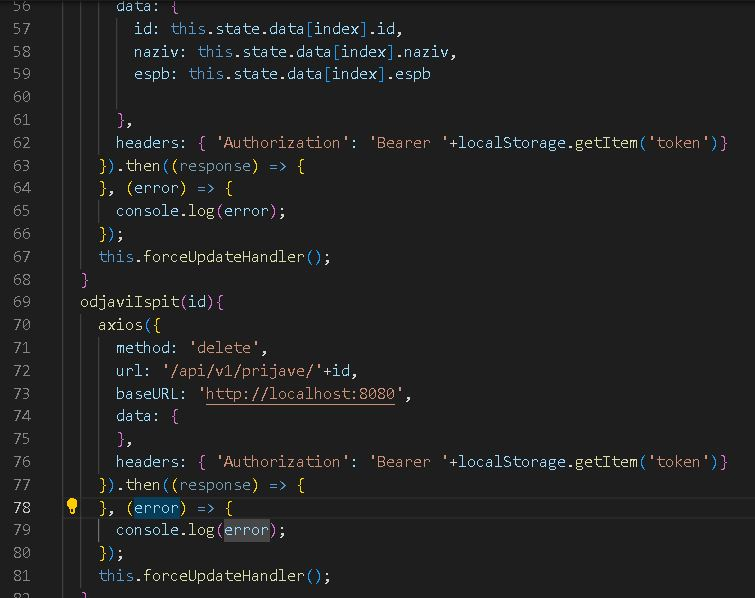 56 data: {
57 id: this.state.data[index].id,
58 naziv: this.state.data[index].naziv,
59 espb: this.state.data[index].espb
60
61 },
62 headers: { 'Authorization': 'Bearer '+localStorage.getItem('token')}
63 }).then((response) => {
64 }, (error) => {
65 console.log(error);
66 });
67 this.forceUpdateHandler();
68 }
69 odjaviIspit(id){
70 axios({
71 method: 'delete',
72 url: '/api/v1/prijave/'+id,
73 baseURL: 'http://localhost:8080',
74 data: {
75 },
76 headers: { 'Authorization': 'Bearer '+localStorage.getItem('token')}
77 }).then((response) => {
78 }, (error) => {
79 console.log(error);
80 });
81 this.forceUpdateHandler();
82 }